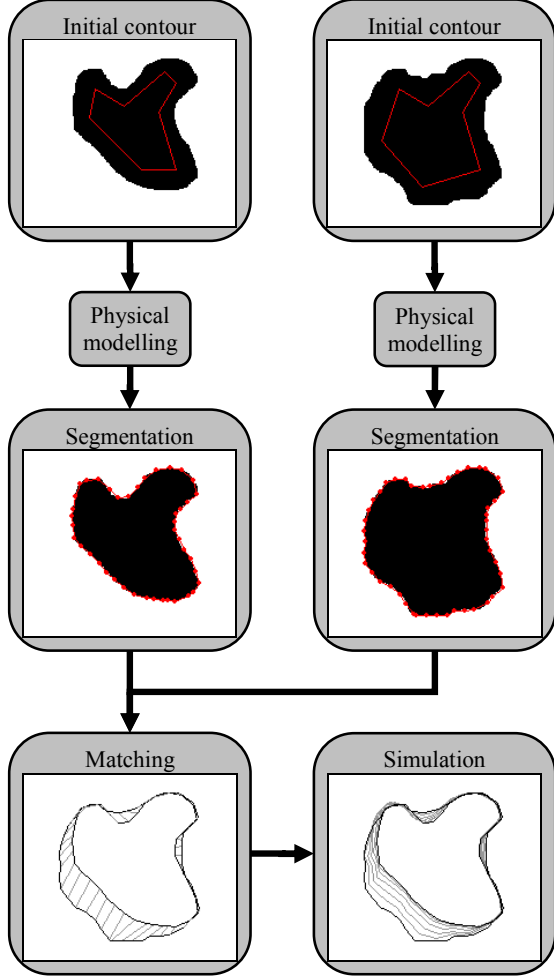 Initial contour
Initial contour
Physical
modelling
Physical
modelling
Segmentation
Segmentation
Matching
Simulation